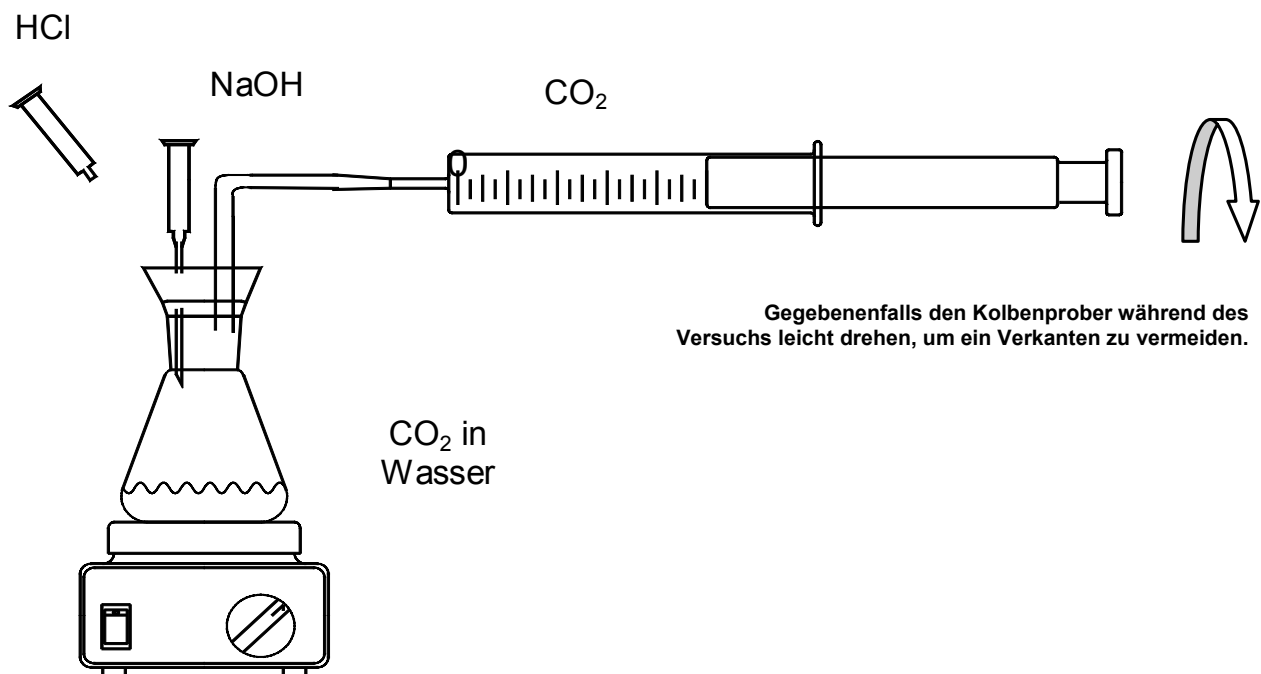 HCl
NaOH
CO₂
Gegebenenfalls den Kolbenprober während des
Versuchs leicht drehen, um ein Verkanten zu vermeiden.
CO₂ in
Wasser